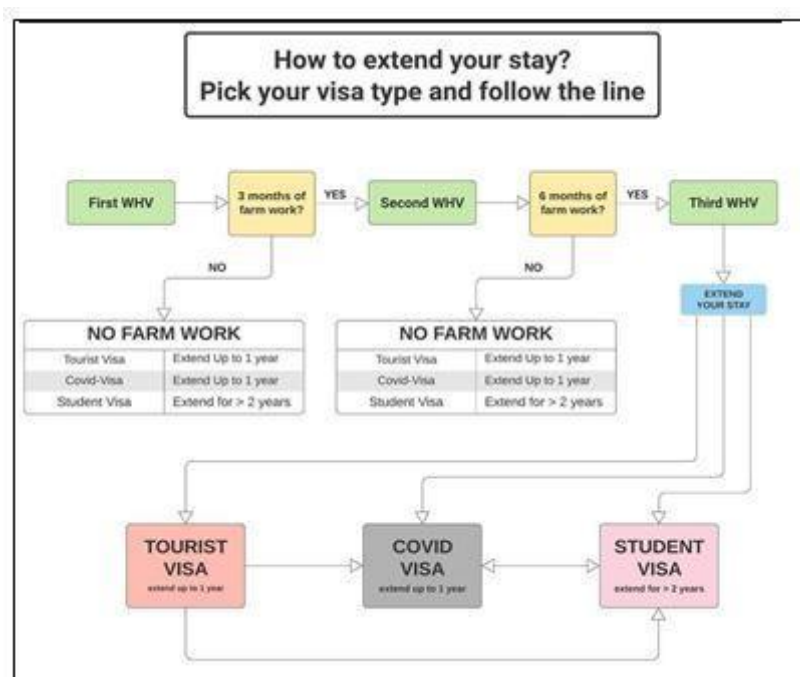 How to extend your stay?
Pick your visa type and follow the line
First WHV
3 months of
farm work?
YES
Second WHV
6 months of
farm work?
YES
Third WHV
NO
NO
EXTEND
YOUR STAY
NO FARM WORK
Tourist Visa Extend Up to 1 year
Covid-Visa Extend Up to 1 year
Student Visa Extend for > 2 years
NO FARM WORK
Tourist Visa Extend Up to 1 year
Covid-Visa Extend Up to 1 year
Student Visa Extend for > 2 years
TOURIST
VISA
extend up to 1 year
COVID
VISA
extend up to 1 year
STUDENT
VISA
extend for > 2 years